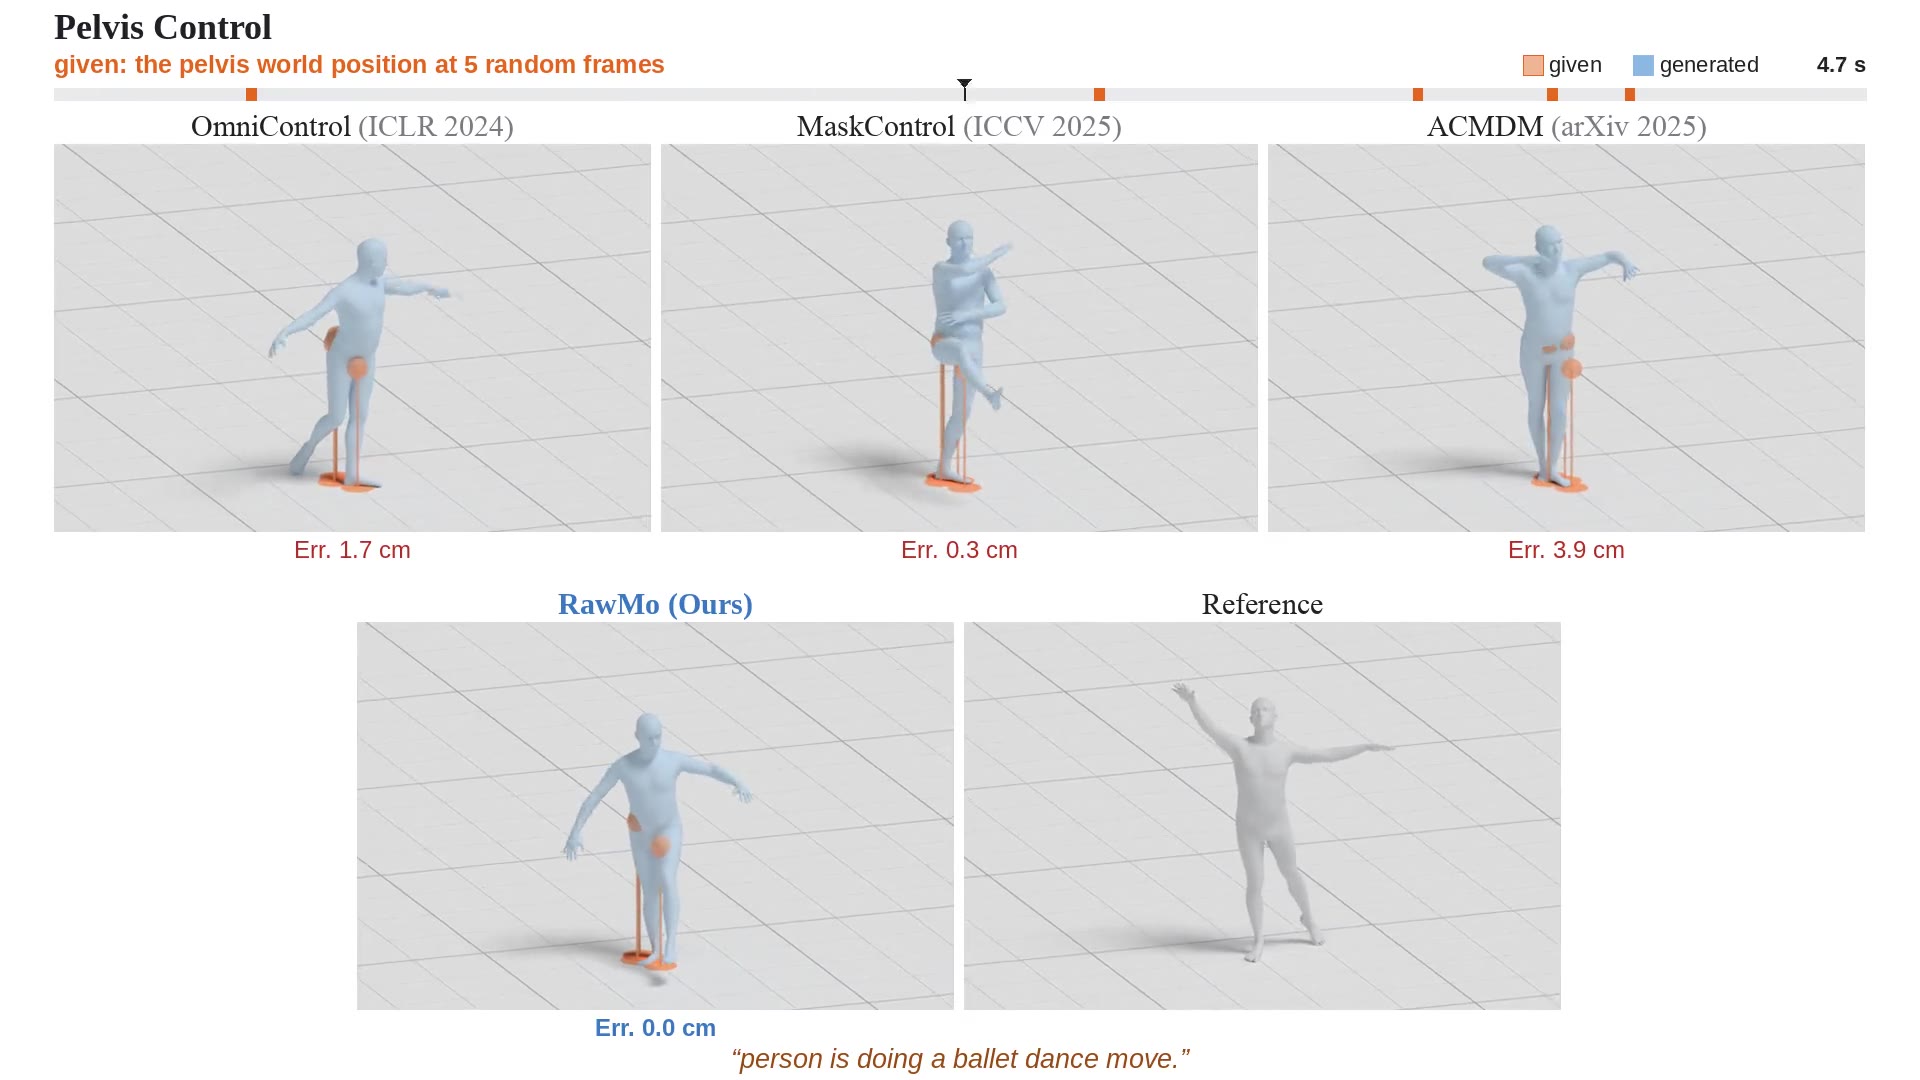 Pelvis Control
given: the pelvis world position at 5 random frames
given generated 4.7 s
OmniControl (ICLR 2024) MaskControl (ICCV 2025) ACMDM (arXiv 2025)
Err. 1.7 cm Err. 0.3 cm Err. 3.9 cm
RawMo (Ours) Reference
Err. 0.0 cm
“person is doing a ballet dance move.”